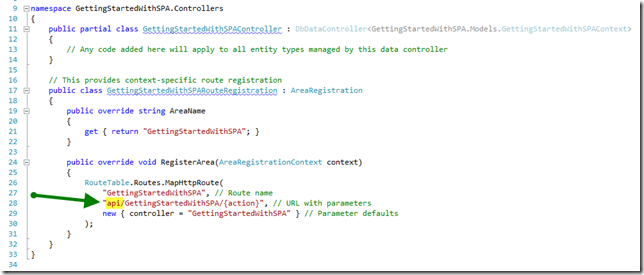 9 namespace GettingStartedWithSPA.Controllers
10 {
11 public partial class GettingStartedWithSPAController : DbDataController<GettingStartedWithSPA.Models.GettingStartedWithSPAContext>
12 {
13 // Any code added here will apply to all entity types managed by this data controller
14 }
15
16 // This provides context-specific route registration
17 public class GettingStartedWithSPARouteRegistration : AreaRegistration
18 {
19 public override string AreaName
20 {
21 get { return "GettingStartedWithSPA"; }
22 }
23
24 public override void RegisterArea(AreaRegistrationContext context)
25 {
26 RouteTable.Routes.MapHttpRoute(
27 "GettingStartedWithSPA", // Route name
28 "api/GettingStartedWithSPA/{action}", // URL with parameters
29 new { controller = "GettingStartedWithSPA" } // Parameter defaults
30 );
31 }
32 }
33 }
34